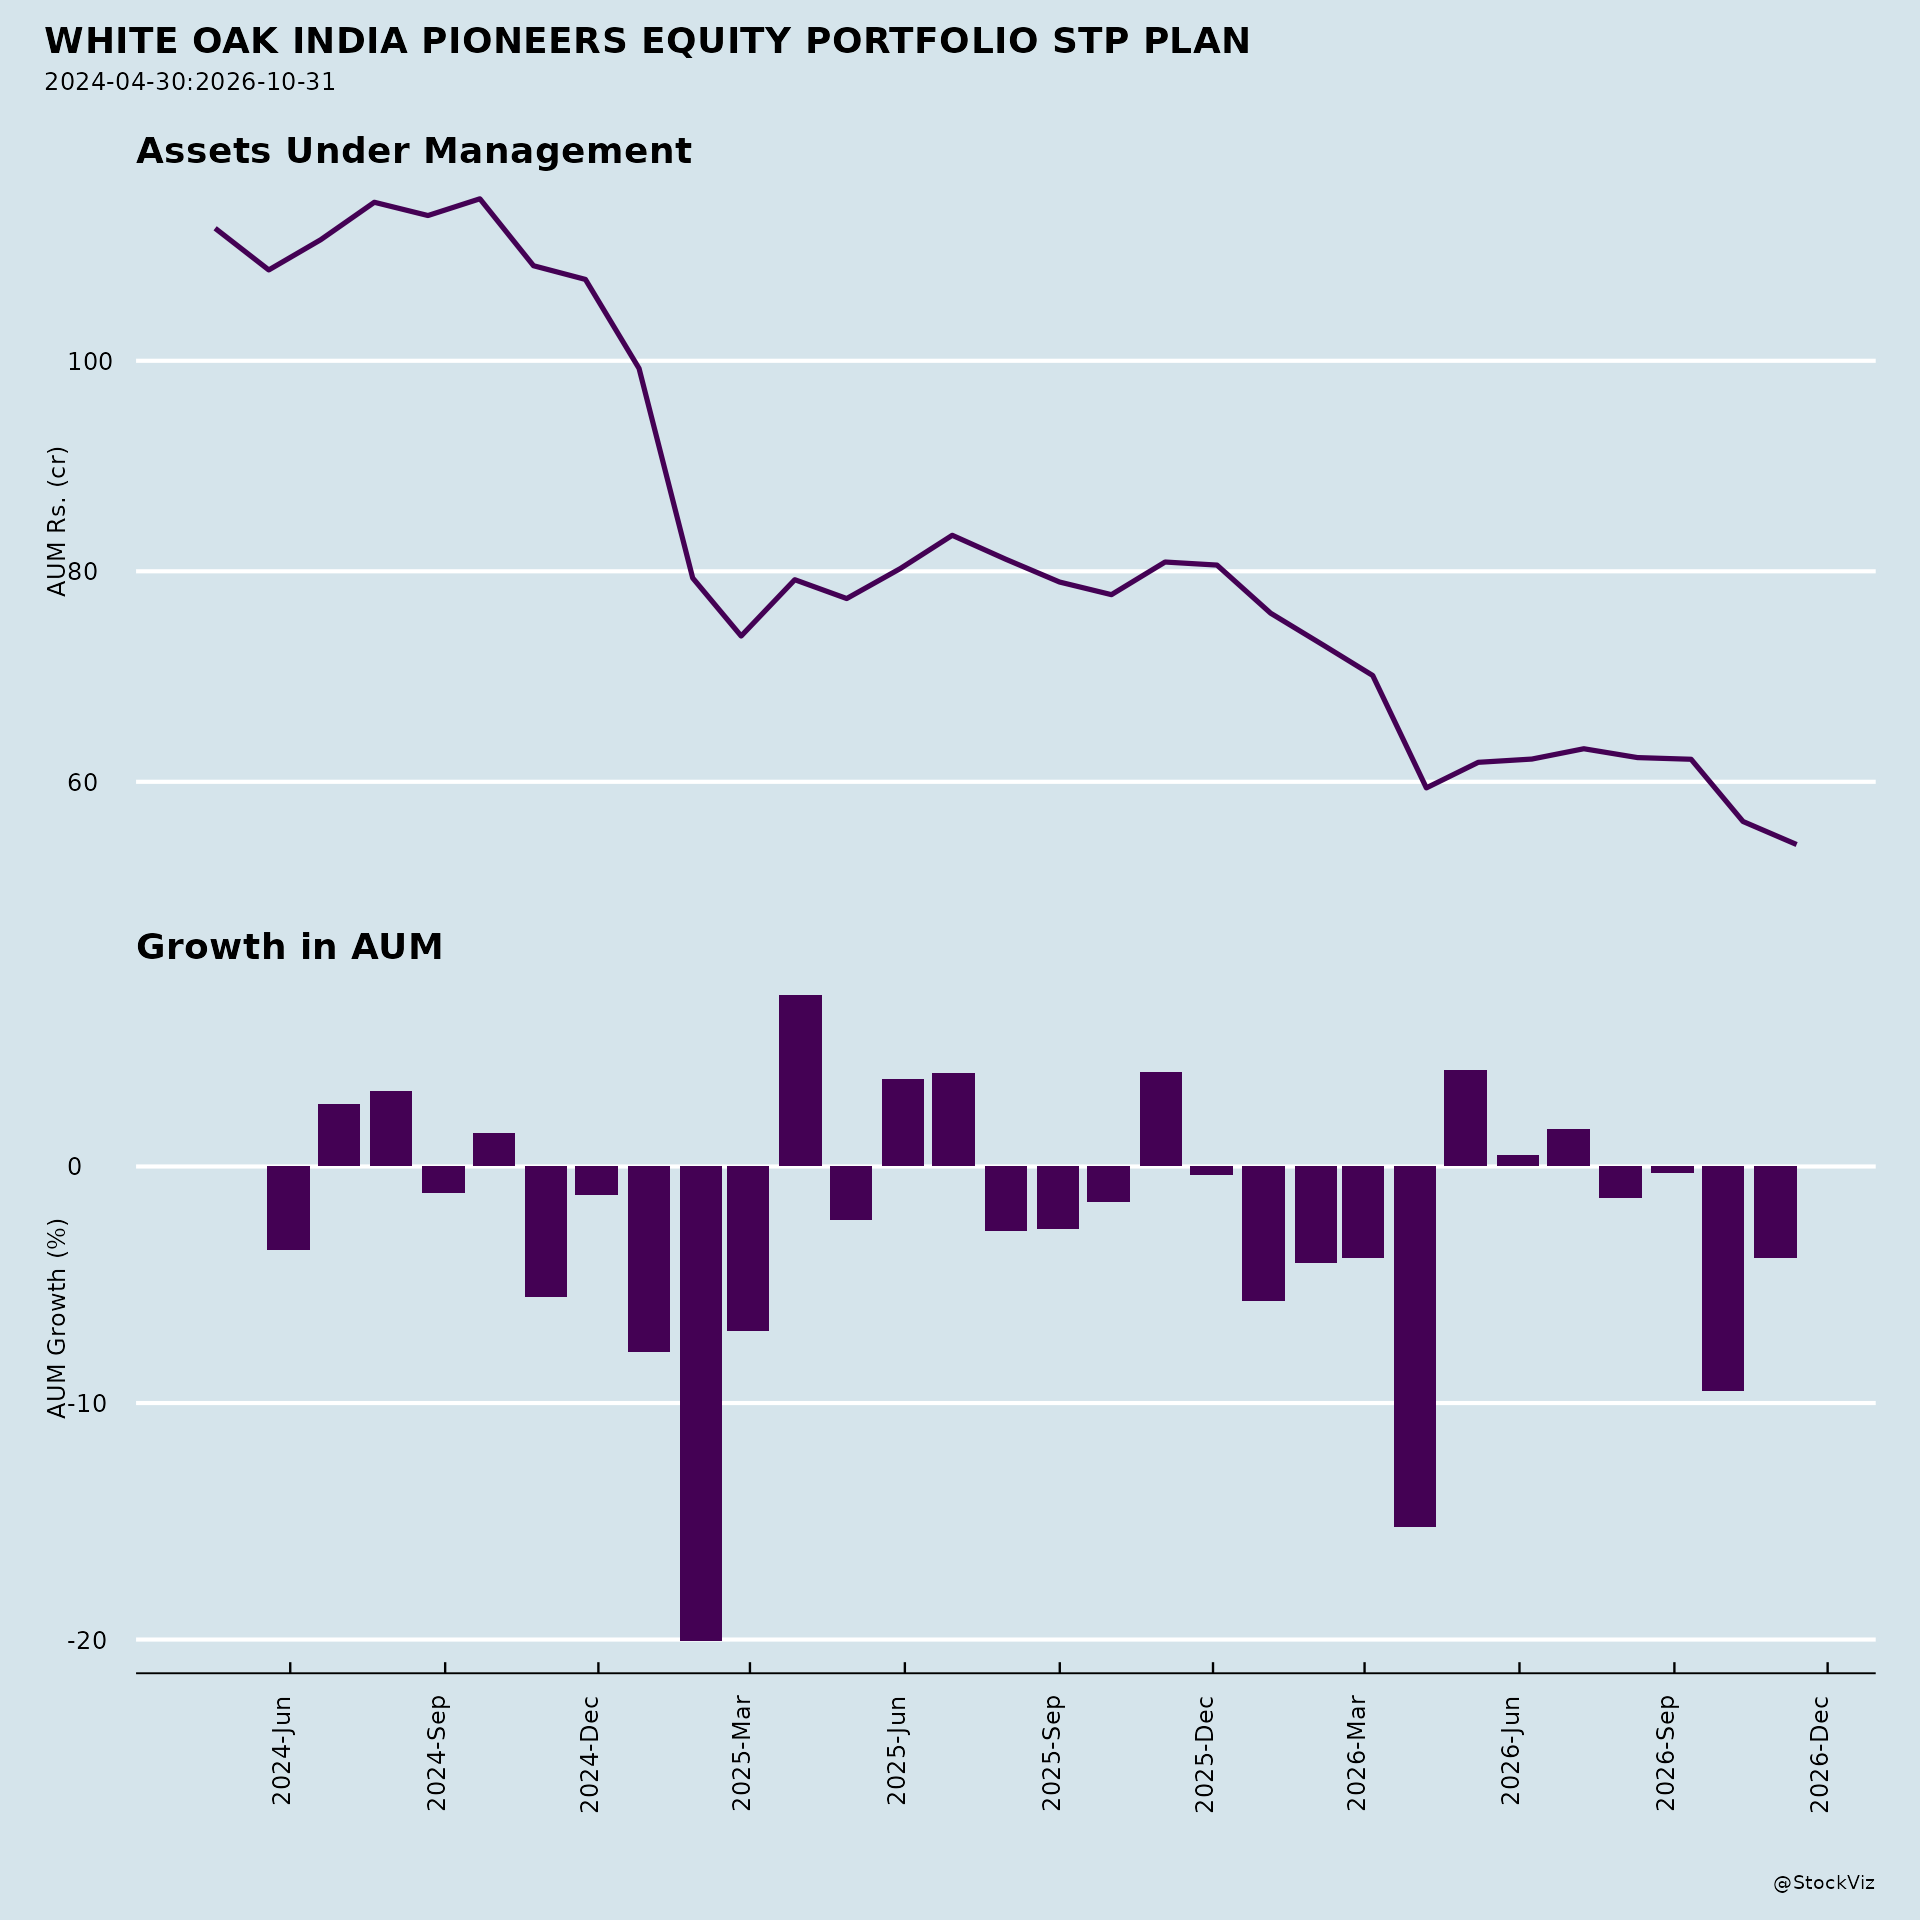 WHITE OAK INDIA PIONEERS EQUITY PORTFOLIO STP PLAN
2024-04-30:2026-10-31
Assets Under Management
100
80
60
AUM Rs. (cr)
Growth in AUM
0
-10
-20
AUM Growth (%)
2024-Jun
2024-Sep
2024-Dec
2025-Mar
2025-Jun
2025-Sep
2025-Dec
2026-Mar
2026-Jun
2026-Sep
2026-Dec
@StockViz